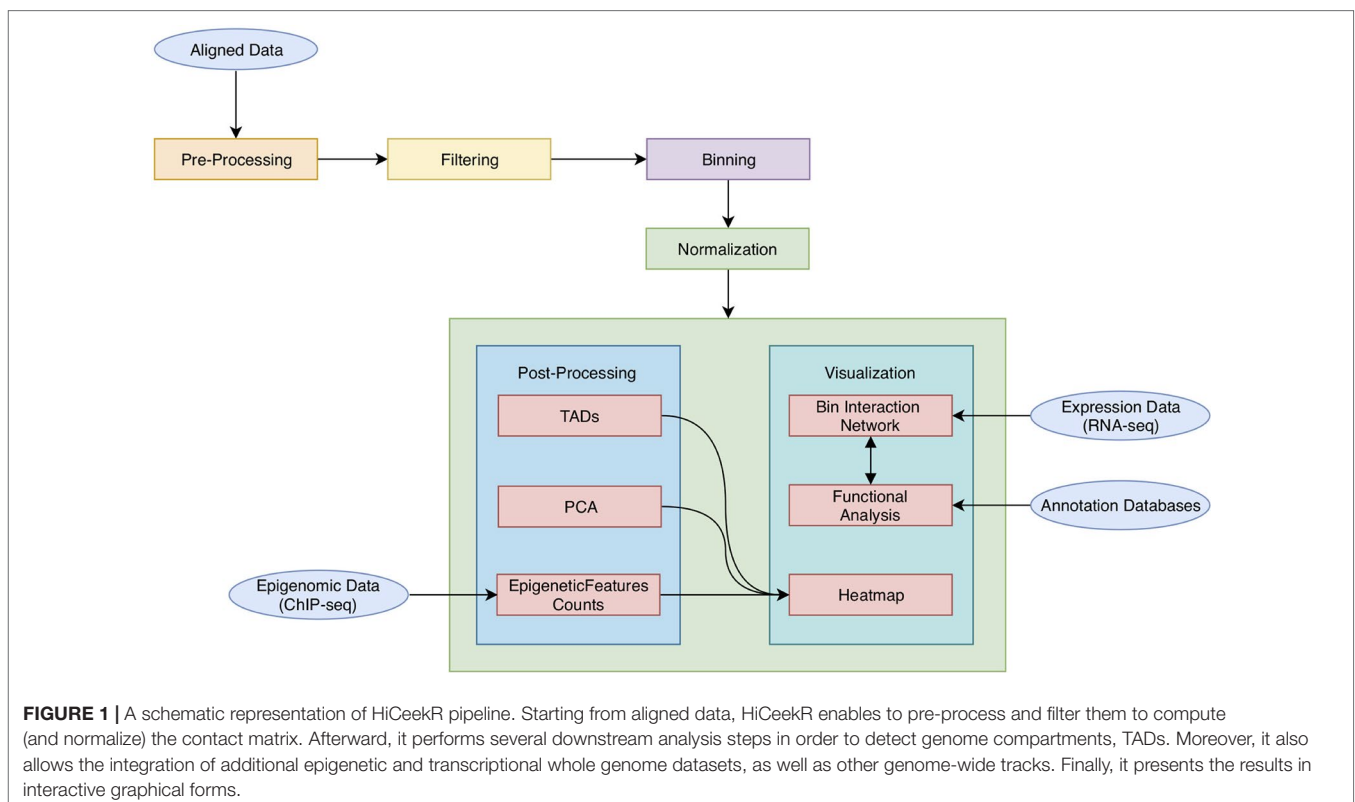 Aligned Data
Pre-Processing
Filtering
Binning
Normalization
Post-Processing
Visualization
TADs
Bin Interaction
Network
Expression Data
(RNA-seq)
PCA
Functional
Analysis
Annotation Databases
Epigenomic Data
(ChIP-seq)
EpigeneticFeatures
Counts
Heatmap
FIGURE 1 | A schematic representation of HiCeekR pipeline. Starting from aligned data, HiCeekR enables to pre-process and filter them to compute
(and normalize) the contact matrix. Afterward, it performs several downstream analysis steps in order to detect genome compartments, TADs. Moreover, it also
allows the integration of additional epigenetic and transcriptional whole genome datasets, as well as other genome-wide tracks. Finally, it presents the results in
interactive graphical forms.